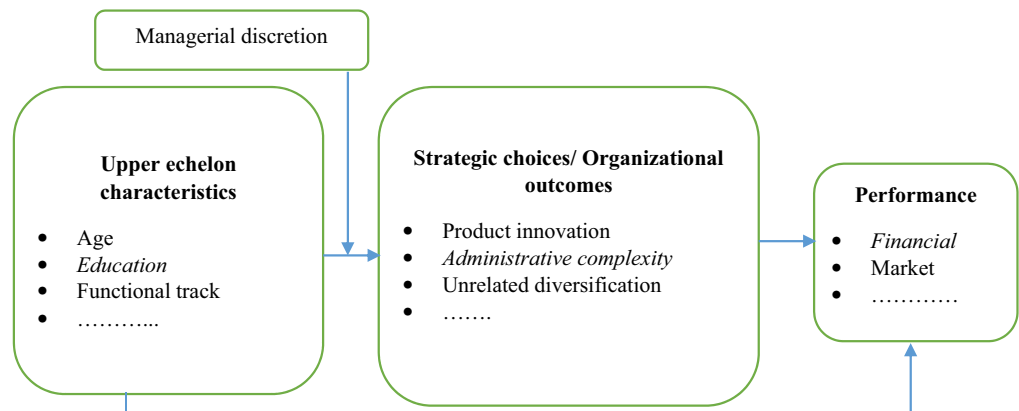 Managerial discretion
Upper echelon
characteristics
• Age
• Education
• Functional track
• ………...
Strategic choices/ Organizational
outcomes
• Product innovation
• Administrative complexity
• Unrelated diversification
• …….
Performance
• Financial
• Market
• …………